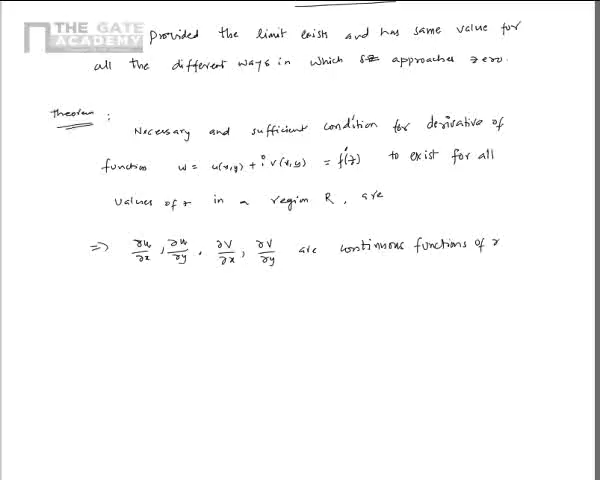 THE GATE
ACADEMY
Provided the limit exists and has same value for
all the different ways in which δz approaches zero.
Theorem :
Necessary and sufficient condition for derivative of
function w = u(x,y) + i v(x,y) = f(z) to exist for all
values of z in a region R, are
=> ∂u/∂x, ∂u/∂y, ∂v/∂x, ∂v/∂y are continuous functions of x